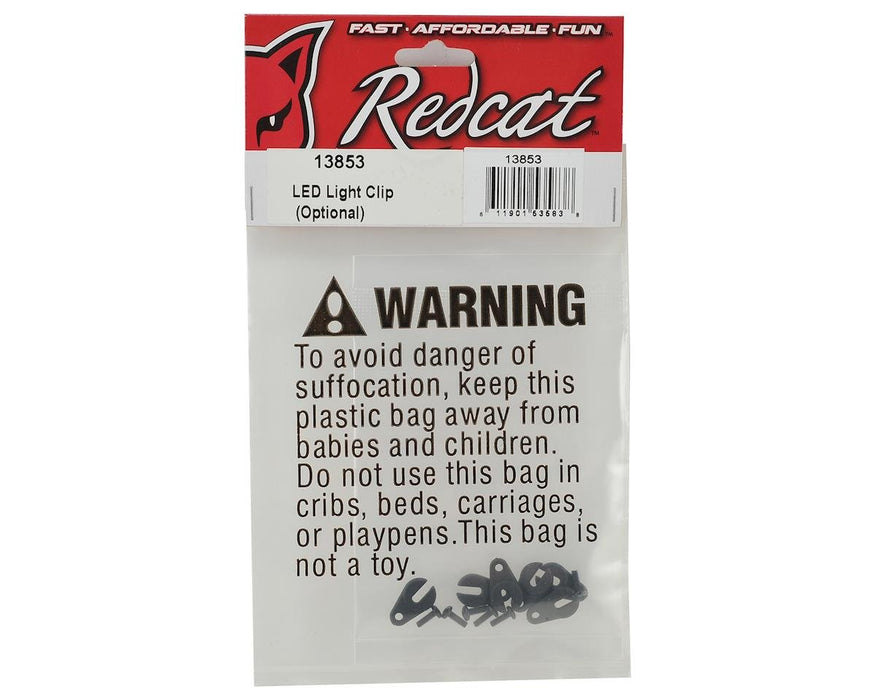 FAST · AFFORDABLE · FUN™
Redcat™
13853
LED Light Clip
(Optional)
13853
6 11901 53583 8
WARNING
To avoid danger of
suffocation, keep this
plastic bag away from
babies and children.
Do not use this bag in
cribs, beds, carriages,
or playpens.This bag is
not a toy.